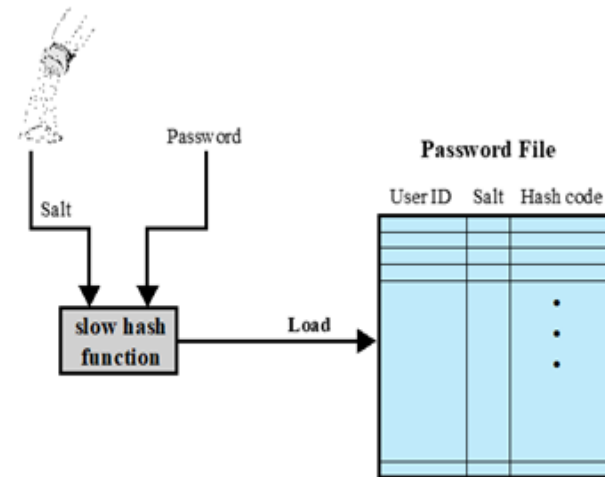 Password
Salt
slow hash
function
Load
Password File
User ID Salt Hash code